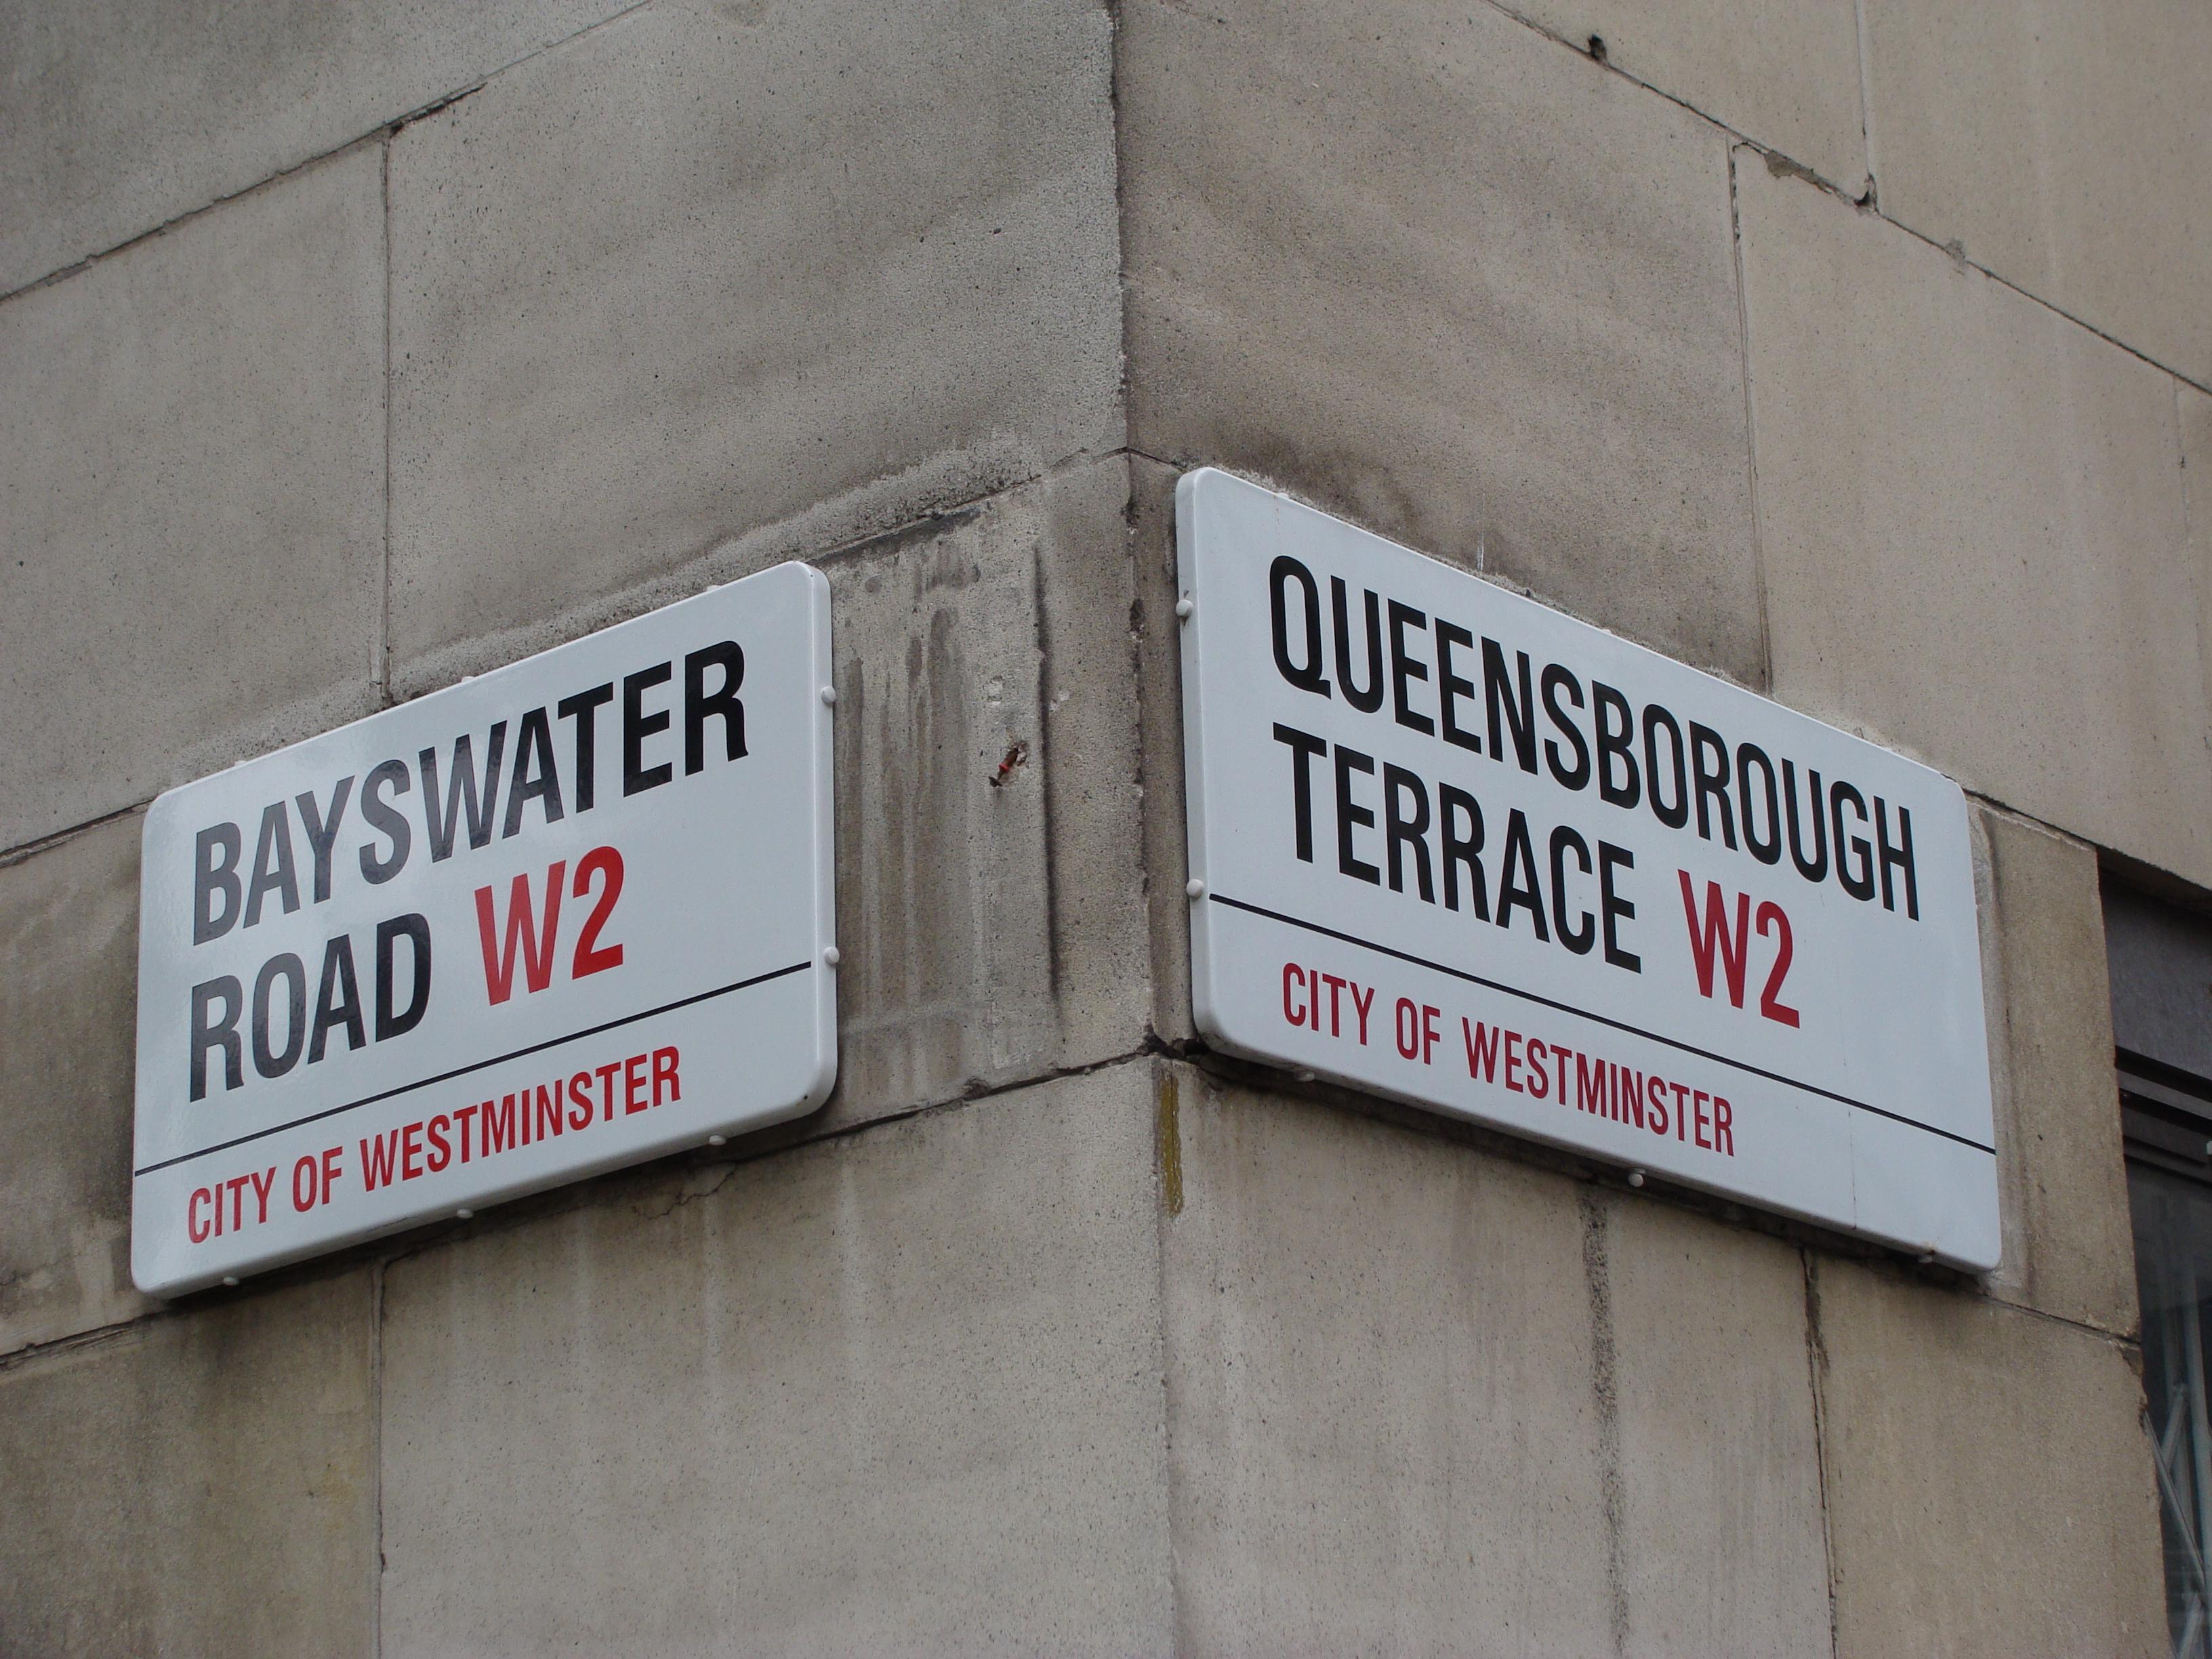 BAYSWATER
ROAD W2
CITY OF WESTMINSTER
QUEENSBOROUGH
TERRACE W2
CITY OF WESTMINSTER